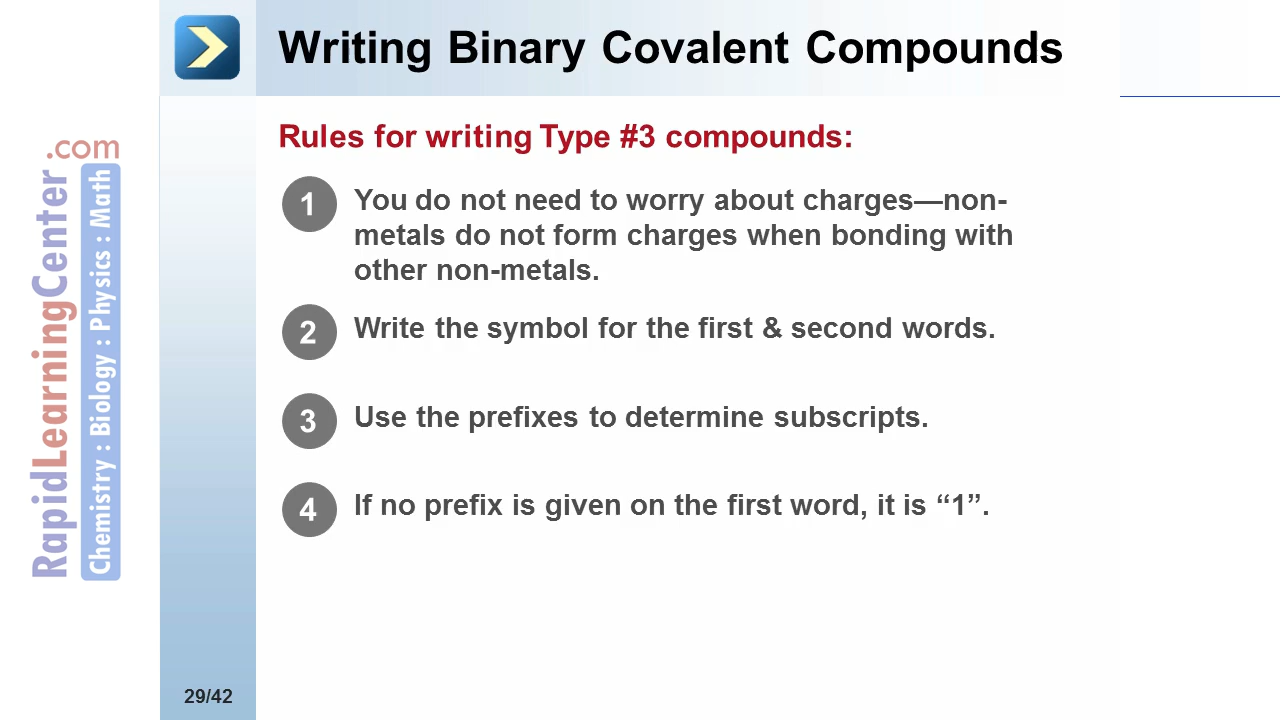 Writing Binary Covalent Compounds
Rules for writing Type #3 compounds:
1
You do not need to worry about charges—non-
metals do not form charges when bonding with
other non-metals.
2
Write the symbol for the first & second words.
3
Use the prefixes to determine subscripts.
4
If no prefix is given on the first word, it is “1”.
RapidLearningCenter.com
Chemistry : Biology : Physics : Math
29/42